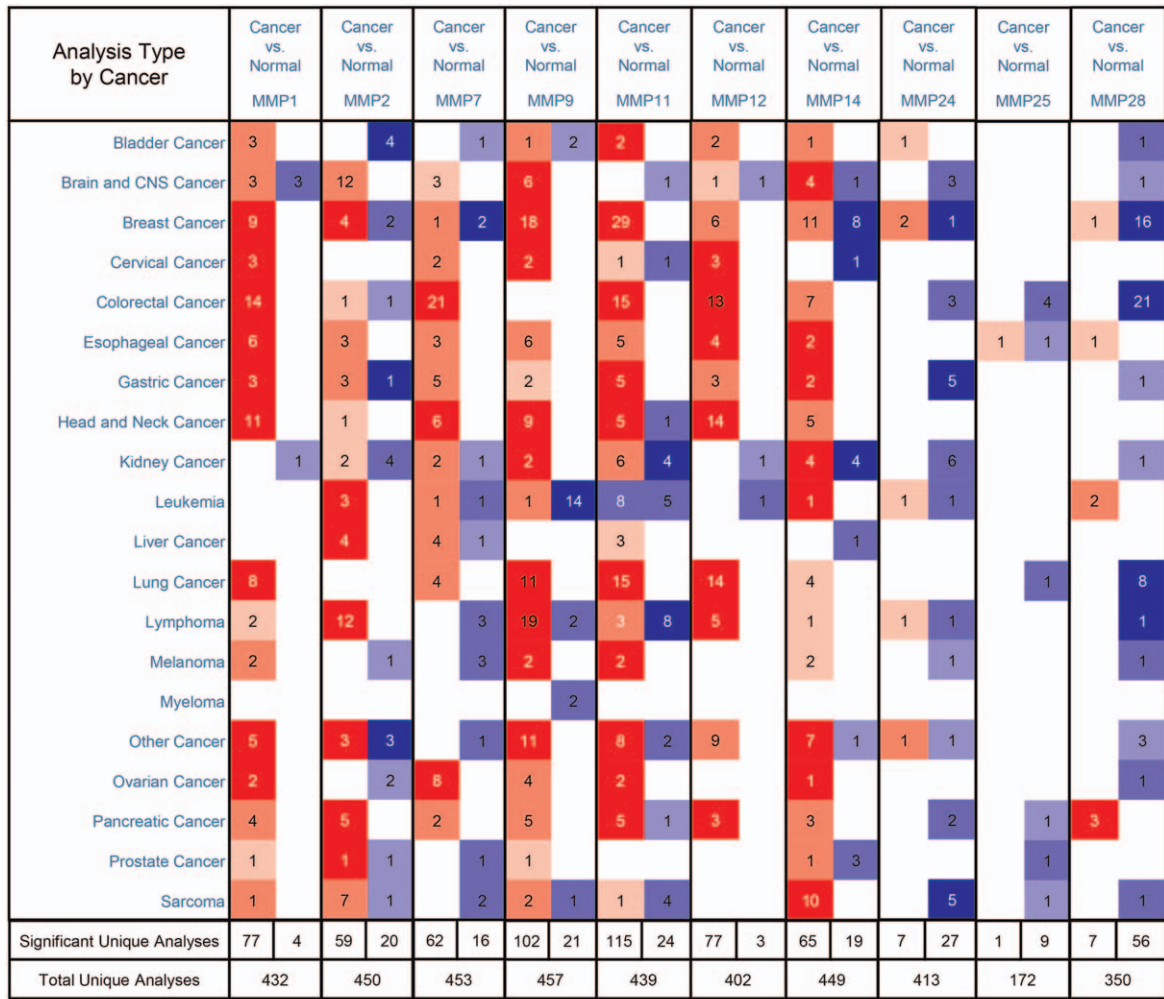 Analysis Type
by Cancer
Cancer vs. Normal MMP1
Cancer vs. Normal MMP2
Cancer vs. Normal MMP7
Cancer vs. Normal MMP9
Cancer vs. Normal MMP11
Cancer vs. Normal MMP12
Cancer vs. Normal MMP14
Cancer vs. Normal MMP24
Cancer vs. Normal MMP25
Cancer vs. Normal MMP28
Bladder Cancer 3 4 1 1 2 2 2 1 1 1
Brain and CNS Cancer 3 3 12 3 6 1 1 1 4 1 3 1
Breast Cancer 9 4 2 1 2 18 29 6 11 8 2 1 1 16
Cervical Cancer 3 2 2 1 1 3 1
Colorectal Cancer 14 1 1 21 15 13 7 3 4 21
Esophageal Cancer 6 3 3 6 5 4 2 1 1 1
Gastric Cancer 3 3 1 5 2 5 3 2 5 1
Head and Neck Cancer 11 1 6 9 5 1 14 5
Kidney Cancer 1 2 4 2 1 2 6 4 1 4 4 6 1
Leukemia 3 1 1 1 14 8 5 1 1 1 1 2
Liver Cancer 4 4 1 3 1
Lung Cancer 8 4 11 15 14 4 1 8
Lymphoma 2 12 3 19 2 3 8 5 1 1 1 1
Melanoma 2 1 3 2 2 2 1 1
Myeloma 2
Other Cancer 5 3 3 1 11 8 2 9 7 1 1 1 3
Ovarian Cancer 2 2 8 4 2 1 1
Pancreatic Cancer 4 5 2 5 5 1 3 3 2 1 3
Prostate Cancer 1 1 1 1 1 1 3 1
Sarcoma 1 7 1 2 2 1 1 4 10 5 1 1
Significant Unique Analyses 77 4 59 20 62 16 102 21 115 24 77 3 65 19 7 27 1 9 7 56
Total Unique Analyses 432 450 453 457 439 402 449 413 172 350